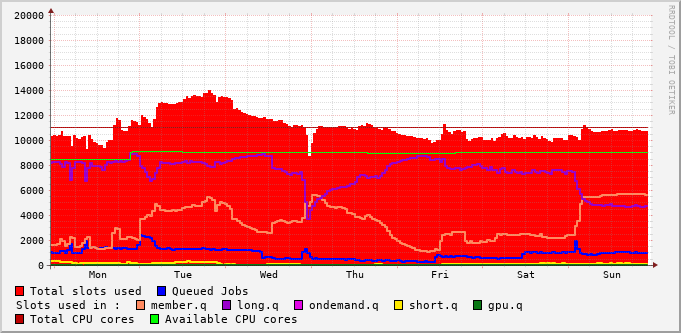 20000
18000
16000
14000
12000
10000
8000
6000
4000
2000
0
Mon Tue Wed Thu Fri Sat Sun
Total slots used Queued Jobs
Slots used in : member.q long.q ondemand.q short.q gpu.q
Total CPU cores Available CPU cores
RRDTOOL / TOBI OETIKER